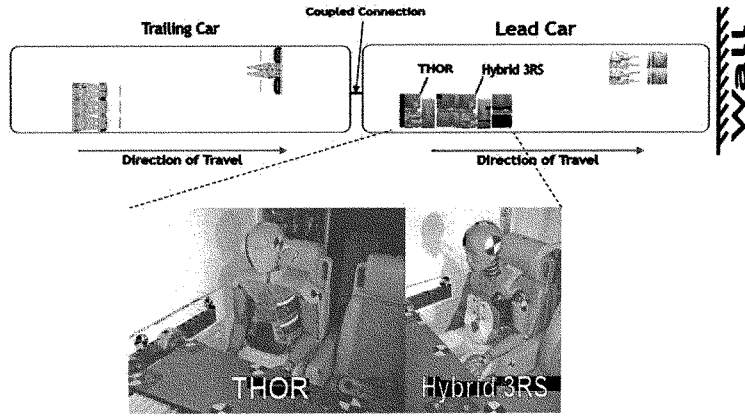 Coupled Connection
Trailing Car
Lead Car
THOR
Hybrid 3RS
Wall
Direction of Travel
Direction of Travel
THOR
Hybrid 3RS